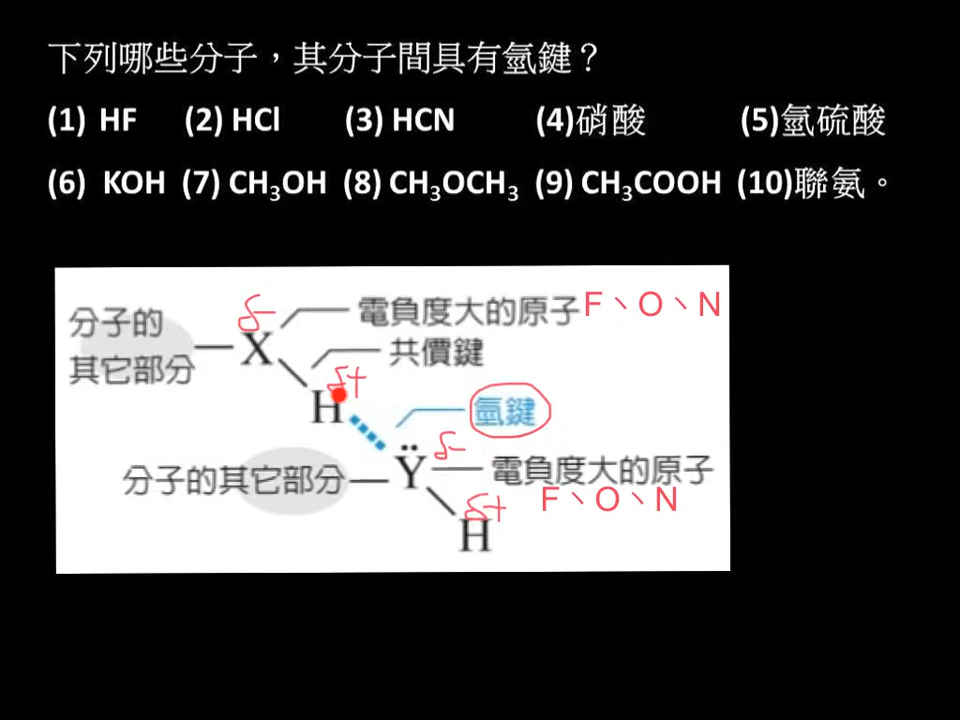 下列哪些分子，其分子間具有氫鍵？
(1) HF (2) HCl (3) HCN (4)硝酸 (5)氫硫酸
(6) KOH (7) CH₃OH (8) CH₃OCH₃ (9) CH₃COOH (10)聯氨。
分子的
其它部分
δ-
X
電負度大的原子 F、O、N
共價鍵
δ+
H
氫鍵
分子的其它部分
Ÿ
δ-
電負度大的原子
F、O、N
δ+
H